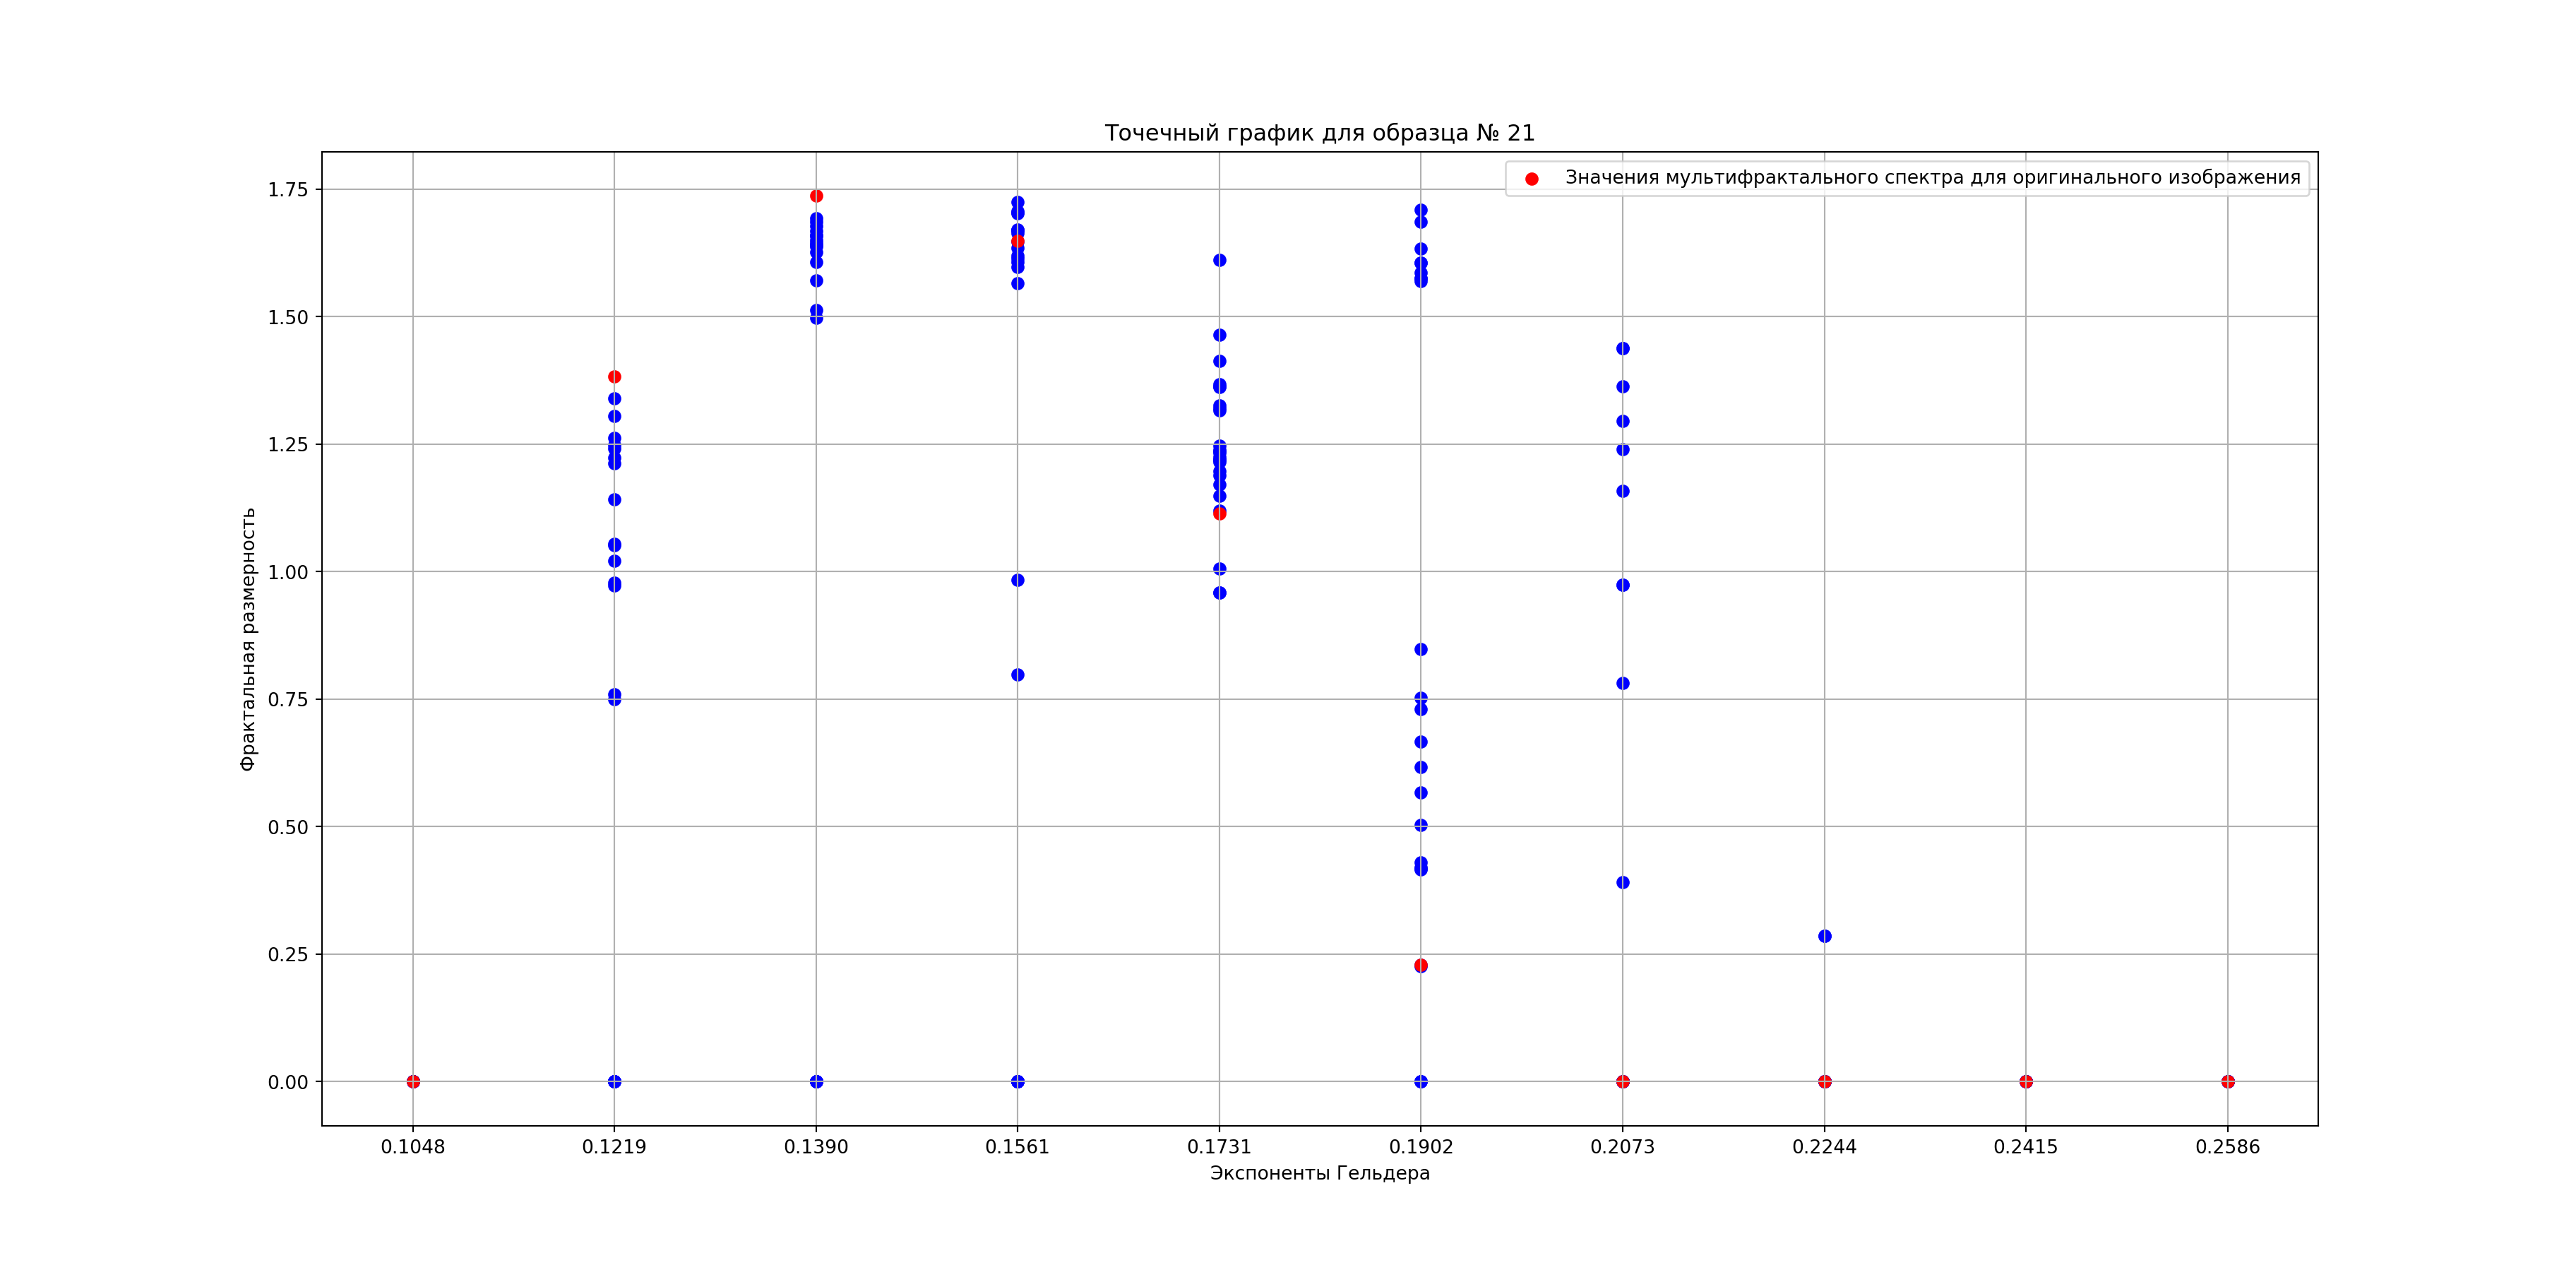 Точечный график для образца № 21
Значения мультифрактального спектра для оригинального изображения
Фрактальная размерность
1.75
1.50
1.25
1.00
0.75
0.50
0.25
0.00
0.1048 0.1219 0.1390 0.1561 0.1731 0.1902 0.2073 0.2244 0.2415 0.2586
Экспоненты Гельдера